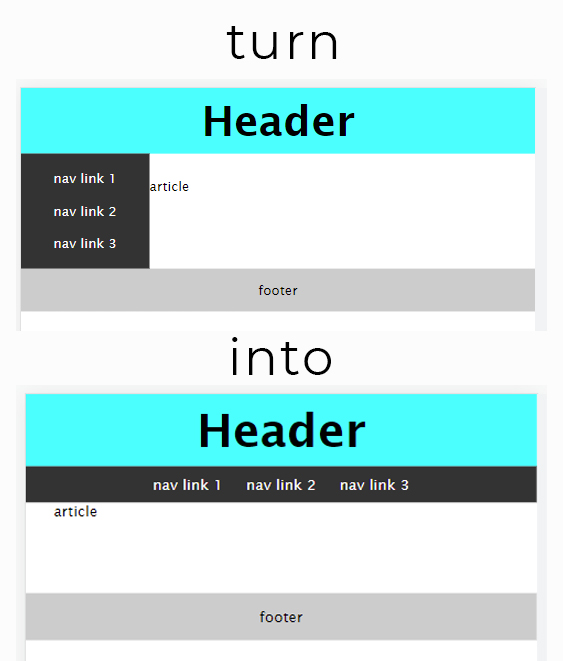 turn
Header
nav link 1
article
nav link 2
nav link 3
footer
into
Header
nav link 1 nav link 2 nav link 3
article
footer